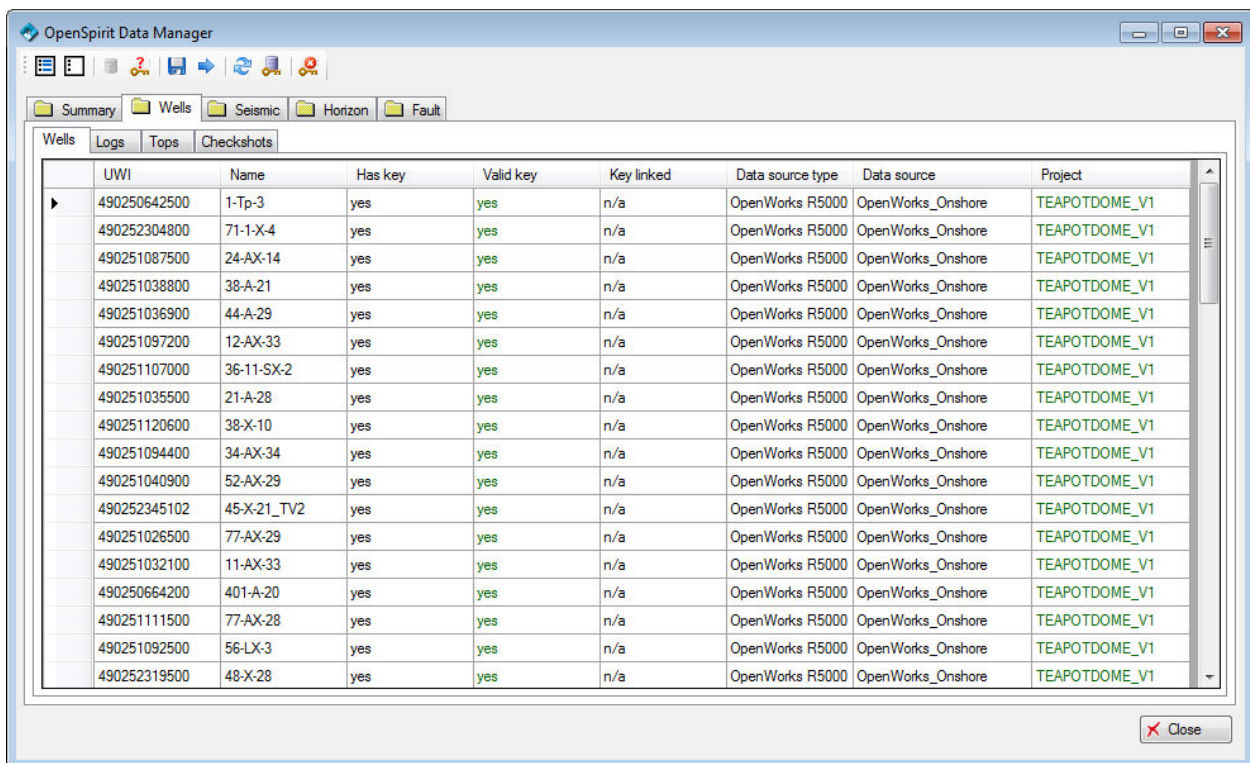 OpenSpirit Data Manager
Summary Wells Seismic Horizon Fault
Wells Logs Tops Checkshots
UWI Name Has key Valid key Key linked Data source type Data source Project
490250642500 1-Tp-3 yes yes n/a OpenWorks R5000 OpenWorks_Onshore TEAPOTDOME_V1
490252304800 71-1-X-4 yes yes n/a OpenWorks R5000 OpenWorks_Onshore TEAPOTDOME_V1
490251087500 24-AX-14 yes yes n/a OpenWorks R5000 OpenWorks_Onshore TEAPOTDOME_V1
490251038800 38-A-21 yes yes n/a OpenWorks R5000 OpenWorks_Onshore TEAPOTDOME_V1
490251036900 44-A-29 yes yes n/a OpenWorks R5000 OpenWorks_Onshore TEAPOTDOME_V1
490251097200 12-AX-33 yes yes n/a OpenWorks R5000 OpenWorks_Onshore TEAPOTDOME_V1
490251107000 36-11-SX-2 yes yes n/a OpenWorks R5000 OpenWorks_Onshore TEAPOTDOME_V1
490251035500 21-A-28 yes yes n/a OpenWorks R5000 OpenWorks_Onshore TEAPOTDOME_V1
490251120600 38-X-10 yes yes n/a OpenWorks R5000 OpenWorks_Onshore TEAPOTDOME_V1
490251094400 34-AX-34 yes yes n/a OpenWorks R5000 OpenWorks_Onshore TEAPOTDOME_V1
490251040900 52-AX-29 yes yes n/a OpenWorks R5000 OpenWorks_Onshore TEAPOTDOME_V1
490252345102 45-X-21_TV2 yes yes n/a OpenWorks R5000 OpenWorks_Onshore TEAPOTDOME_V1
490251026500 77-AX-29 yes yes n/a OpenWorks R5000 OpenWorks_Onshore TEAPOTDOME_V1
490251032100 11-AX-33 yes yes n/a OpenWorks R5000 OpenWorks_Onshore TEAPOTDOME_V1
490250664200 401-A-20 yes yes n/a OpenWorks R5000 OpenWorks_Onshore TEAPOTDOME_V1
490251111500 77-AX-28 yes yes n/a OpenWorks R5000 OpenWorks_Onshore TEAPOTDOME_V1
490251092500 56-LX-3 yes yes n/a OpenWorks R5000 OpenWorks_Onshore TEAPOTDOME_V1
490252319500 48-X-28 yes yes n/a OpenWorks R5000 OpenWorks_Onshore TEAPOTDOME_V1
Close